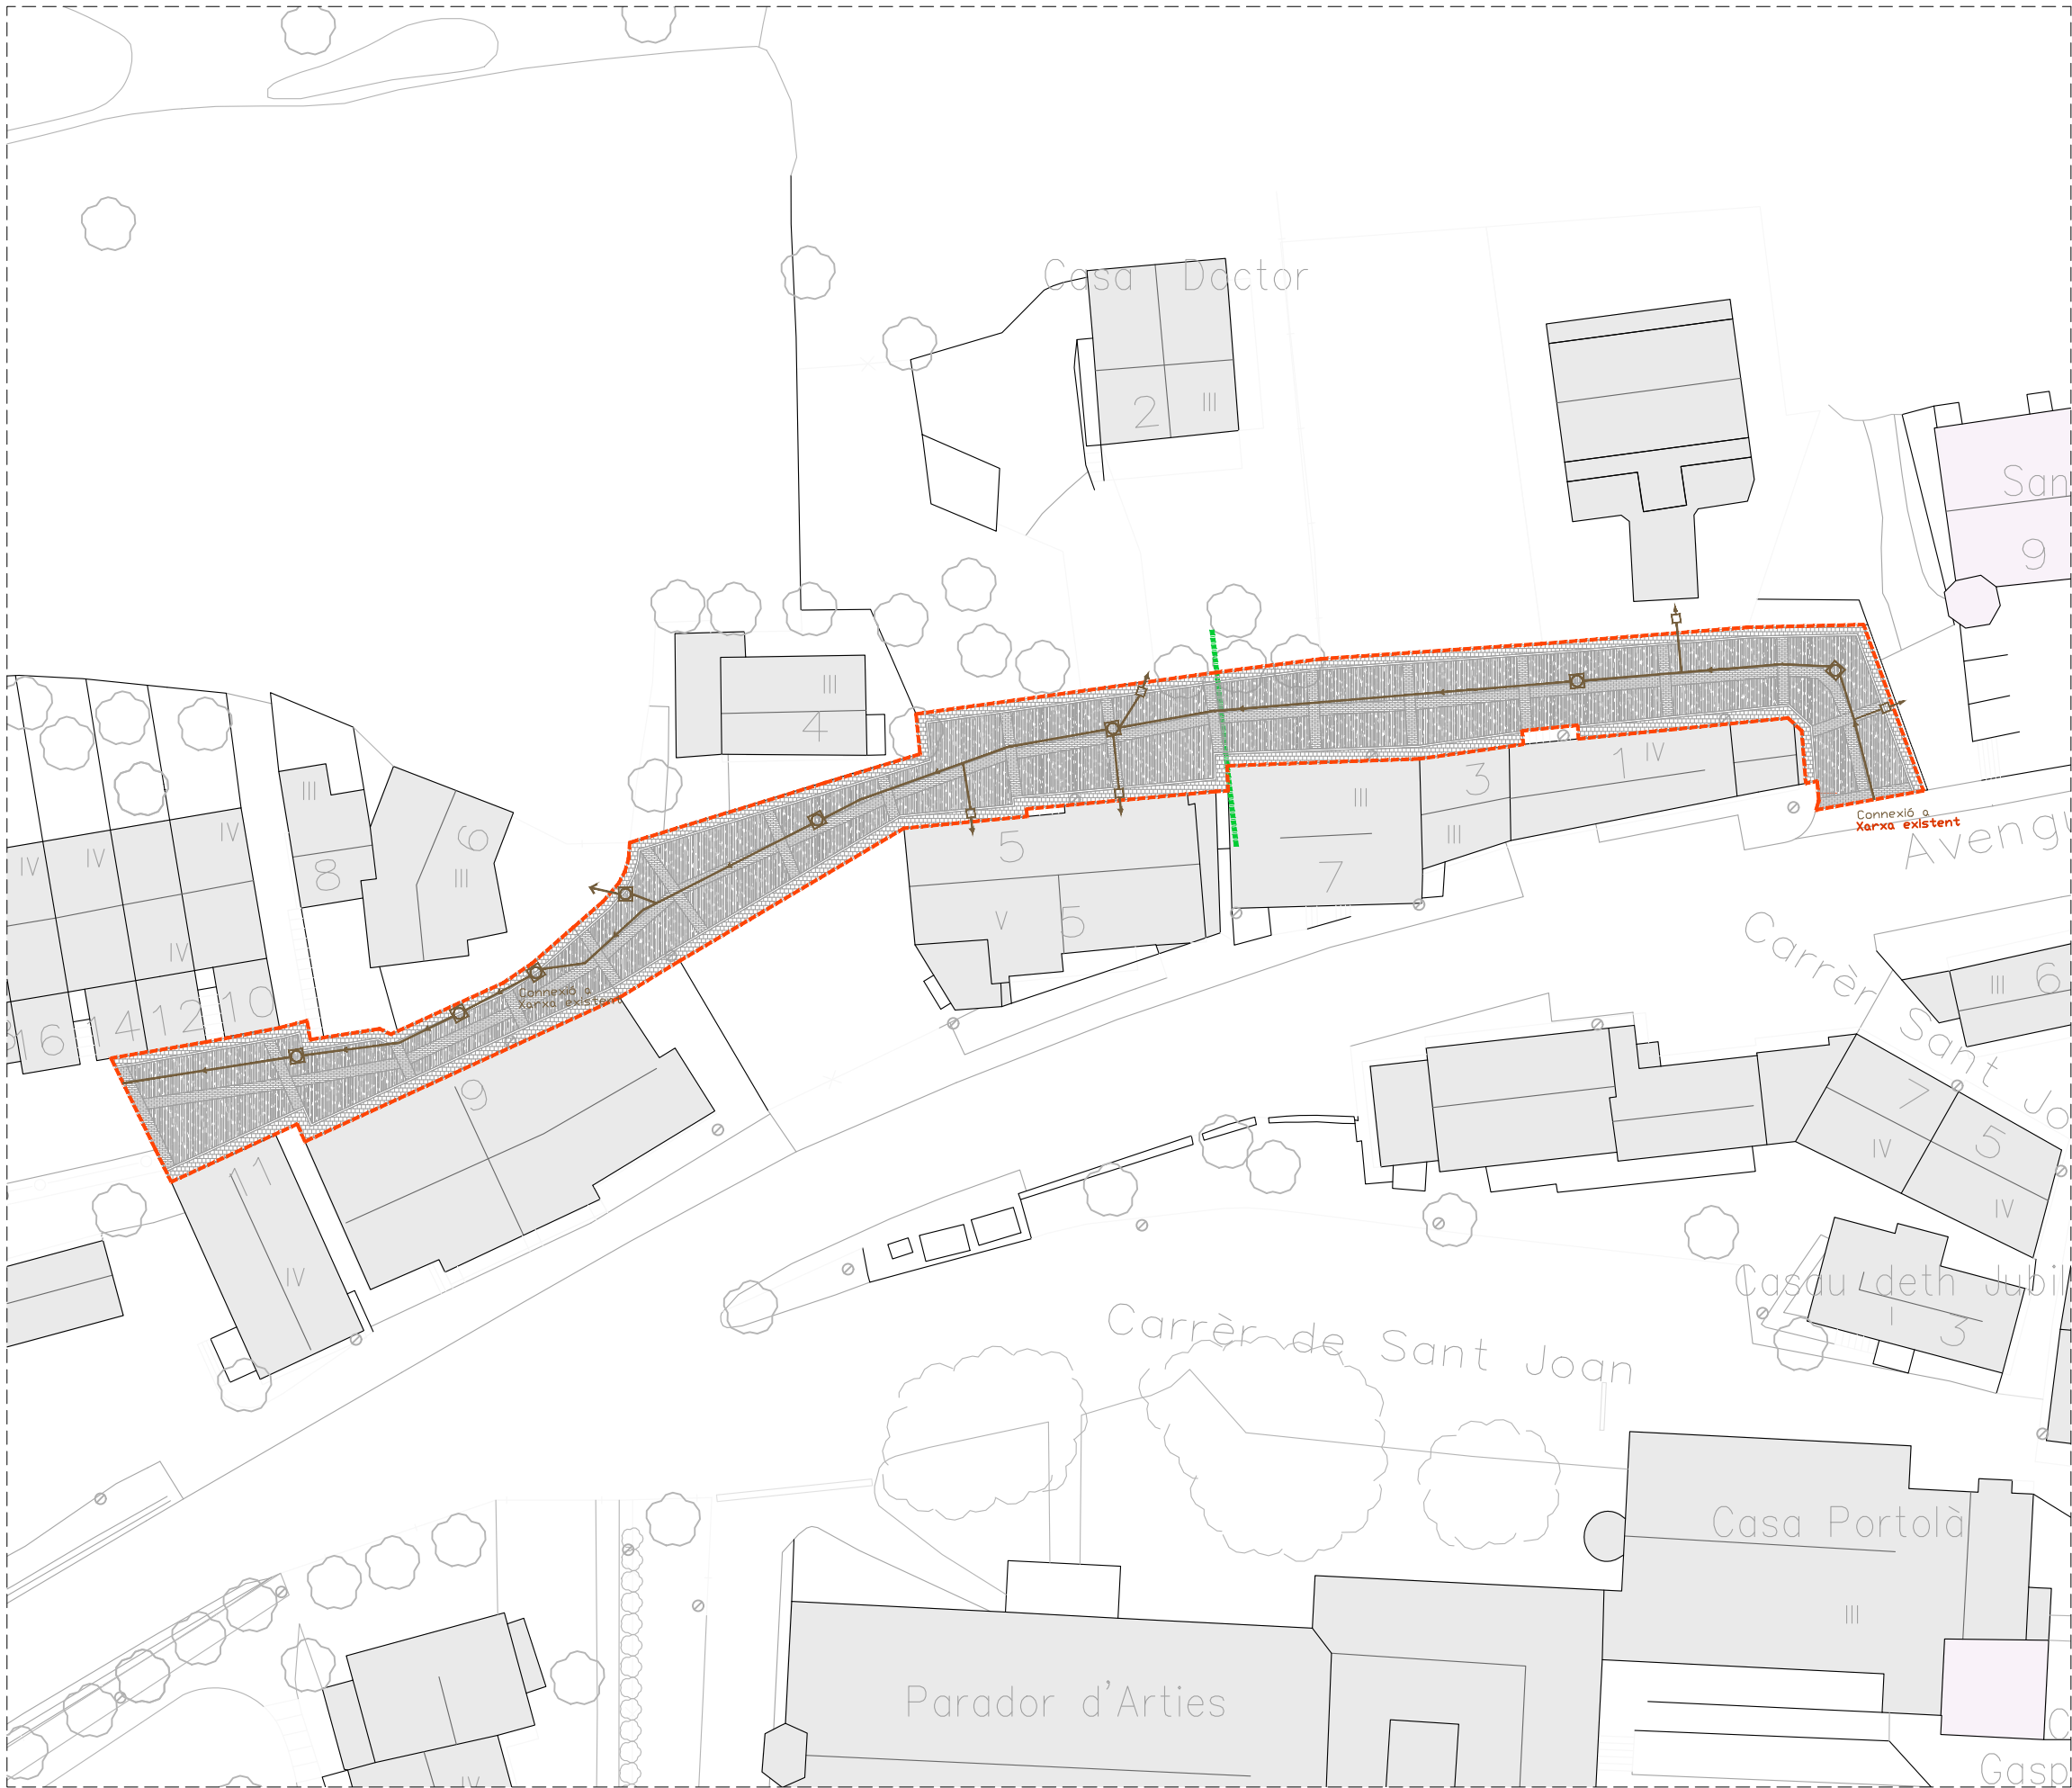 Casa Doctor
2
III
San
9
III
4
IV
IV
IV
IV
III
8
6
III
5
V
5
III
7
3
III
1
IV
Connexió a
Xarxa existent
Carrèr Sant Jo
III
6
Connexió a
Xarxa existent
16
14
12
10
9
11
IV
7
IV
5
IV
Casau deth Jubil
I
3
Carrèr de Sant Joan
Casa Portolà
III
Parador d'Arties
IV
Gasp